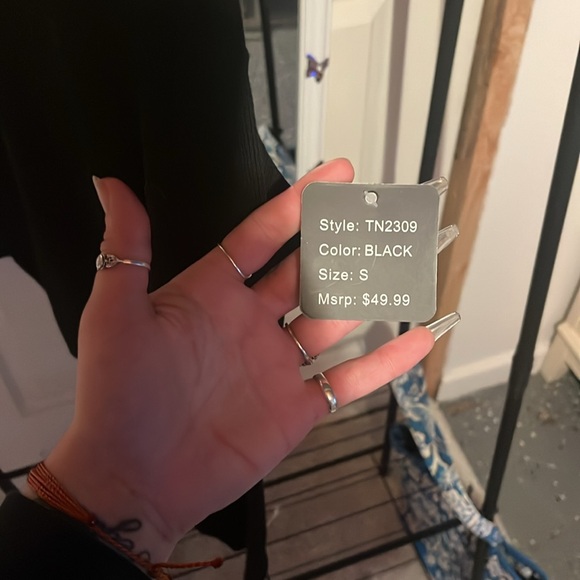 Style: TN2309
Color: BLACK
Size: S
Msrp: $49.99